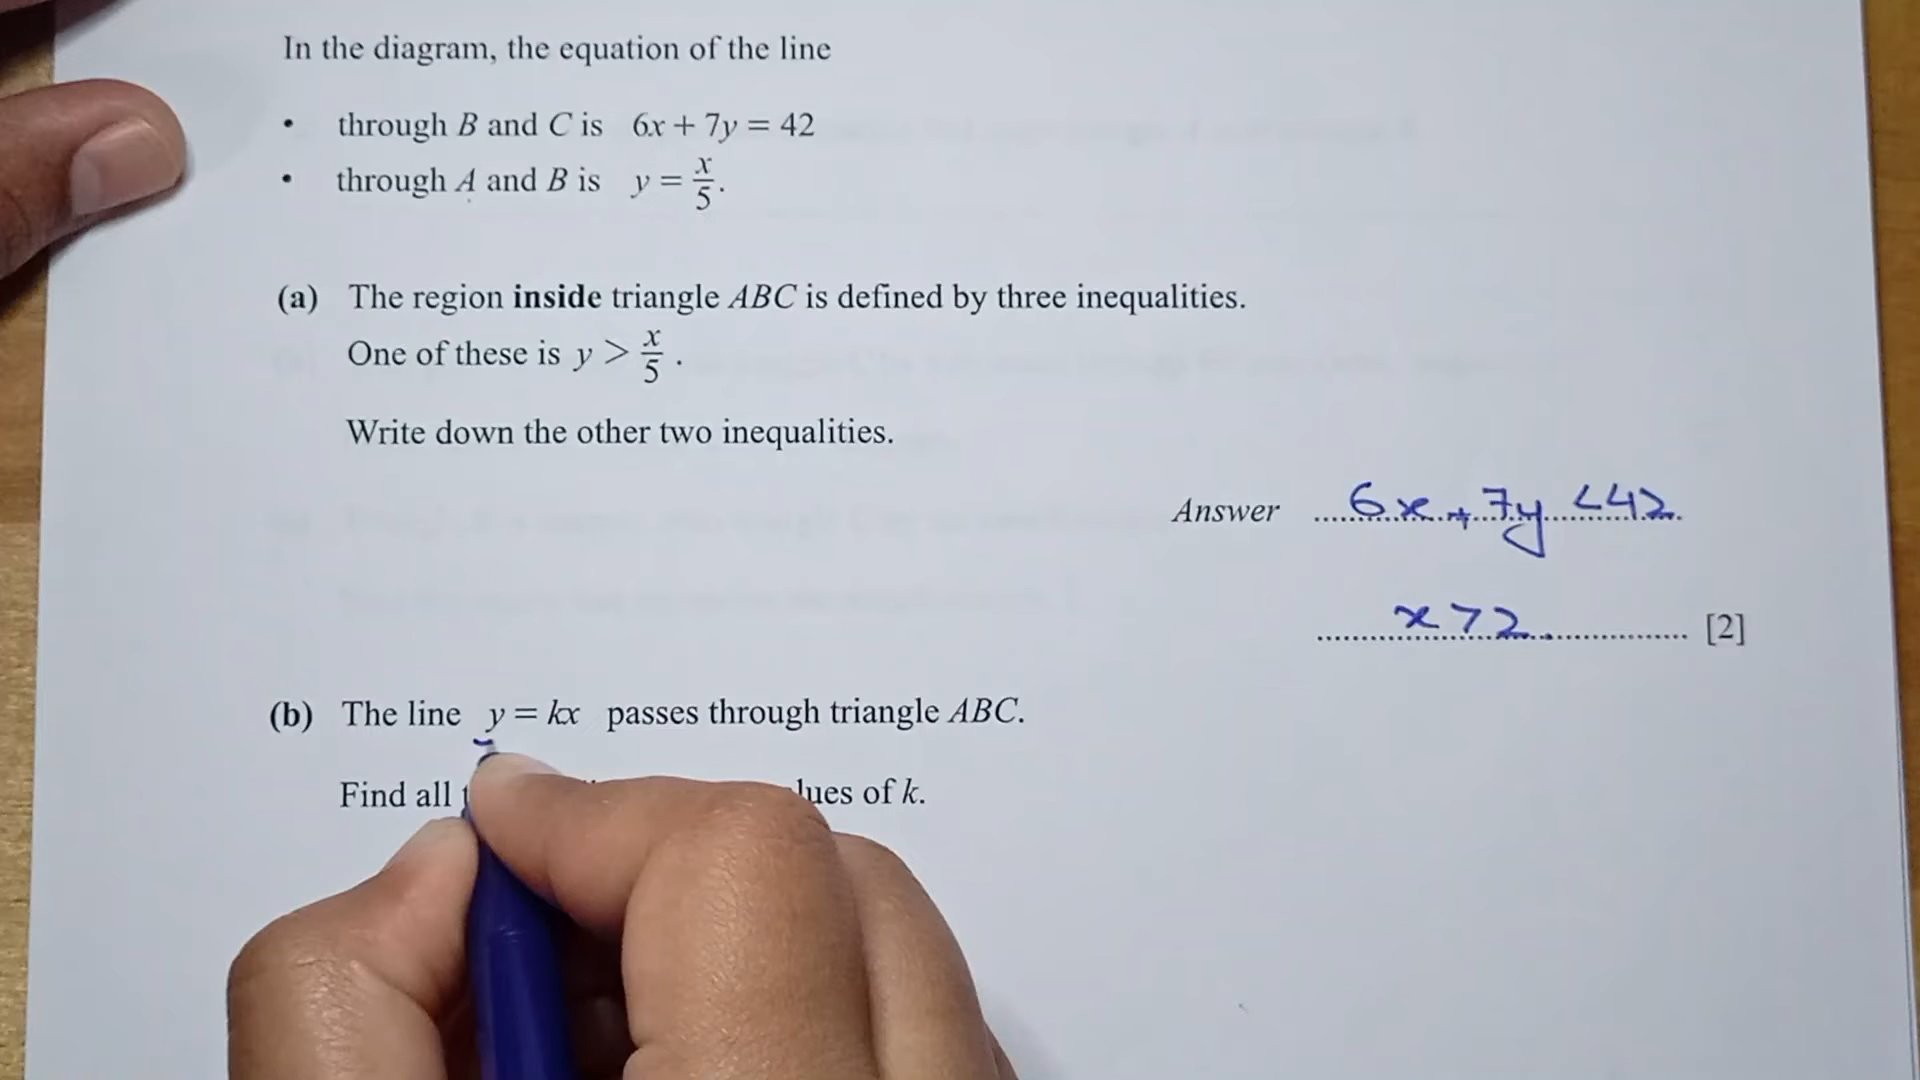 In the diagram, the equation of the line
• through B and C is 6x + 7y = 42
• through A and B is y = x/5.
(a) The region inside triangle ABC is defined by three inequalities.
One of these is y > x/5.
Write down the other two inequalities.
Answer 6x + 7y < 42
x > 2 [2]
(b) The line y = kx passes through triangle ABC.
Find all of k.